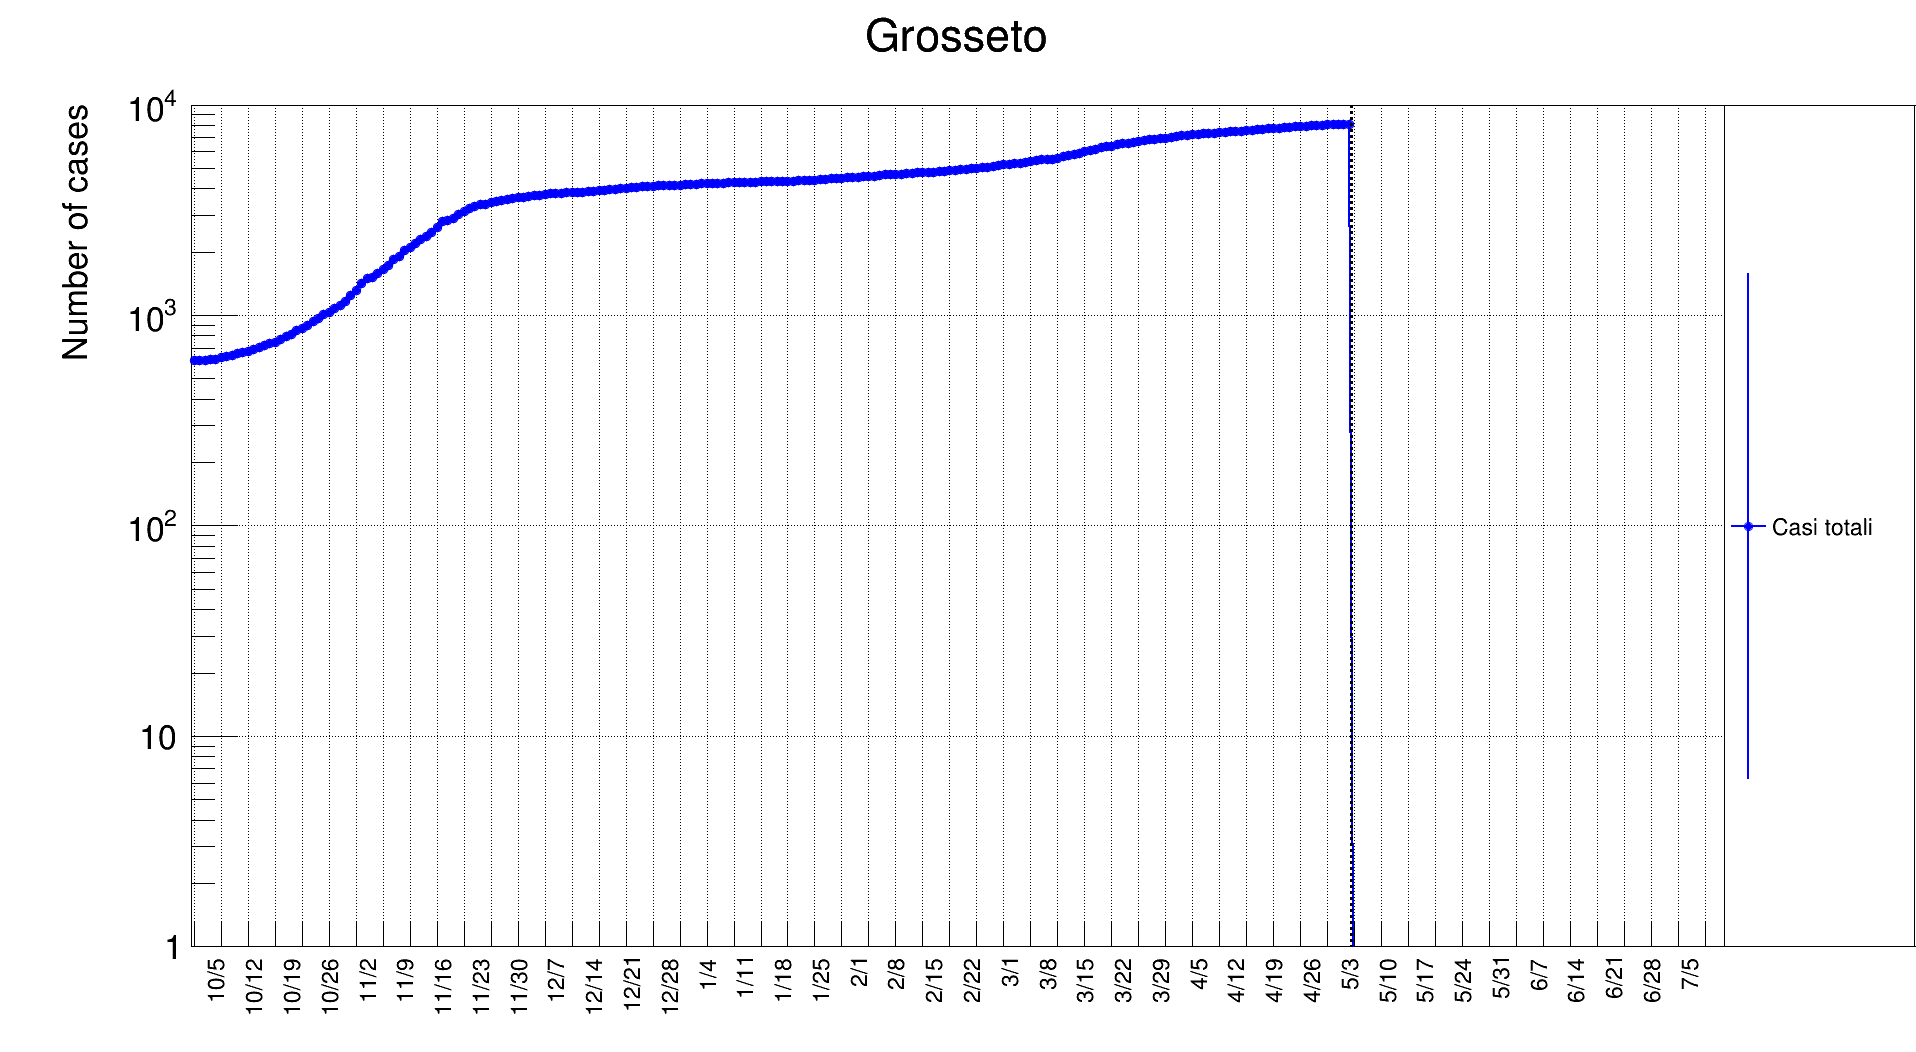 Grosseto
Number of cases
10^4
10^3
10^2
10
1
10/5 10/12 10/19 10/26 11/2 11/9 11/16 11/23 11/30 12/7 12/14 12/21 12/28 1/4 1/11 1/18 1/25 2/1 2/8 2/15 2/22 3/1 3/8 3/15 3/22 3/29 4/5 4/12 4/19 4/26 5/3 5/10 5/17 5/24 5/31 6/7 6/14 6/21 6/28 7/5
Casi totali